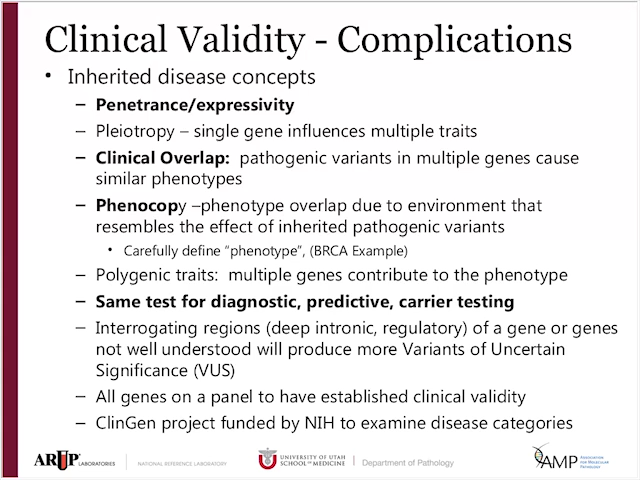 Clinical Validity - Complications
• Inherited disease concepts
– Penetrance/expressivity
– Pleiotropy – single gene influences multiple traits
– Clinical Overlap: pathogenic variants in multiple genes cause
similar phenotypes
– Phenocopy –phenotype overlap due to environment that
resembles the effect of inherited pathogenic variants
• Carefully define “phenotype”, (BRCA Example)
– Polygenic traits: multiple genes contribute to the phenotype
– Same test for diagnostic, predictive, carrier testing
– Interrogating regions (deep intronic, regulatory) of a gene or genes
not well understood will produce more Variants of Uncertain
Significance (VUS)
– All genes on a panel to have established clinical validity
– ClinGen project funded by NIH to examine disease categories
ARUP LABORATORIES
NATIONAL REFERENCE LABORATORY
UNIVERSITY OF UTAH
SCHOOL OF MEDICINE
Department of Pathology
AMP
ASSOCIATION
FOR MOLECULAR
PATHOLOGY